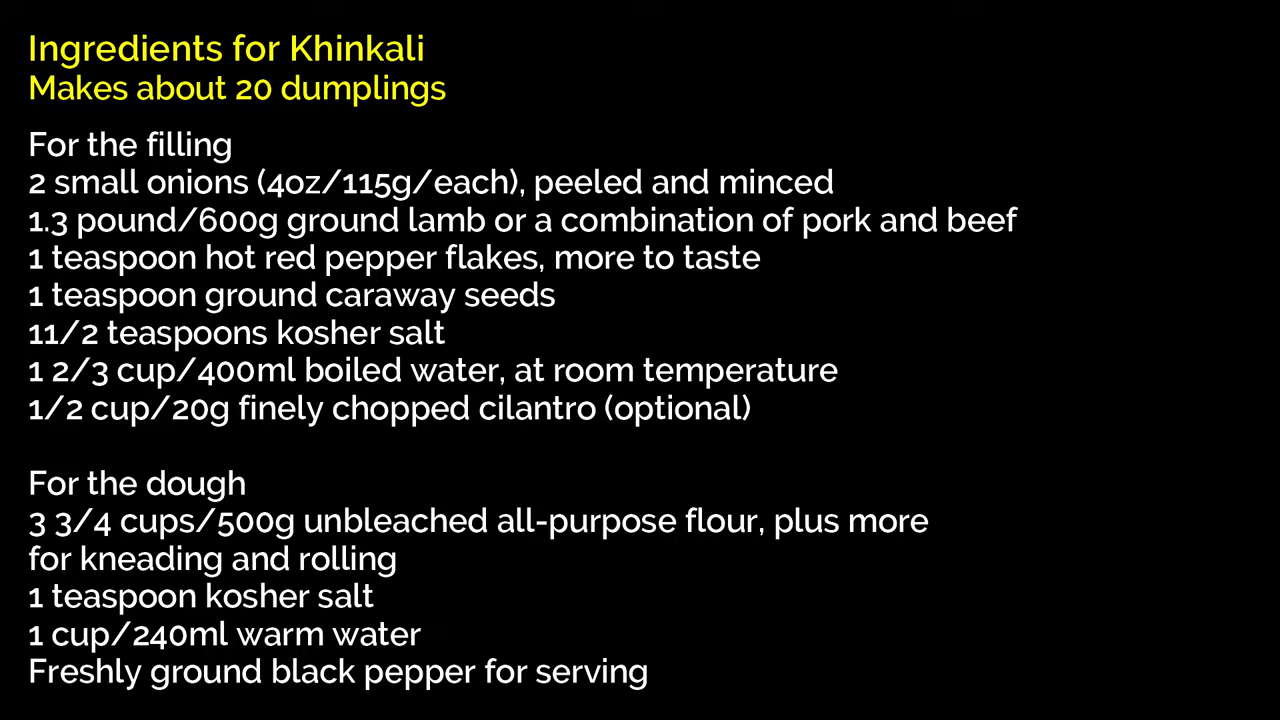 Ingredients for Khinkali
Makes about 20 dumplings
For the filling
2 small onions (4oz/115g/each), peeled and minced
1.3 pound/600g ground lamb or a combination of pork and beef
1 teaspoon hot red pepper flakes, more to taste
1 teaspoon ground caraway seeds
11/2 teaspoons kosher salt
1 2/3 cup/400ml boiled water, at room temperature
1/2 cup/20g finely chopped cilantro (optional)
For the dough
3 3/4 cups/500g unbleached all-purpose flour, plus more
for kneading and rolling
1 teaspoon kosher salt
1 cup/240ml warm water
Freshly ground black pepper for serving